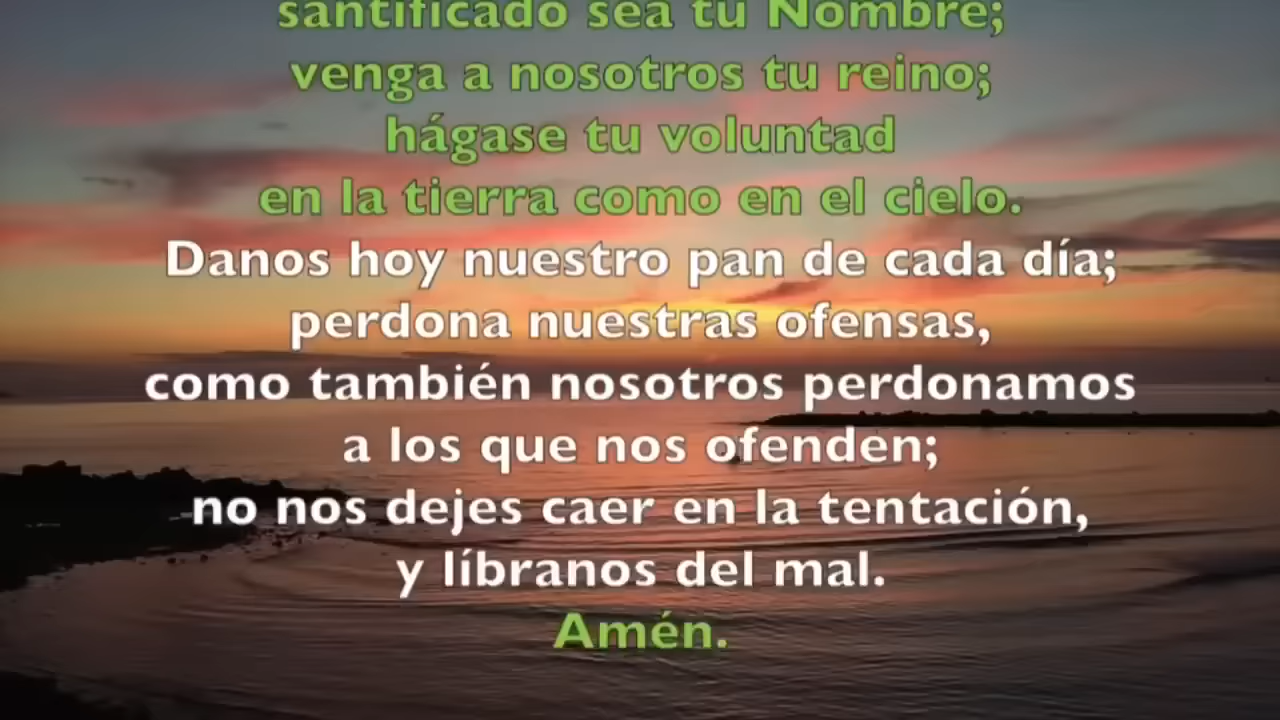 santificado sea tu Nombre;
venga a nosotros tu reino;
hágase tu voluntad
en la tierra como en el cielo.
Danos hoy nuestro pan de cada día;
perdona nuestras ofensas,
como también nosotros perdonamos
a los que nos ofenden;
no nos dejes caer en la tentación,
y líbranos del mal.
Amén.